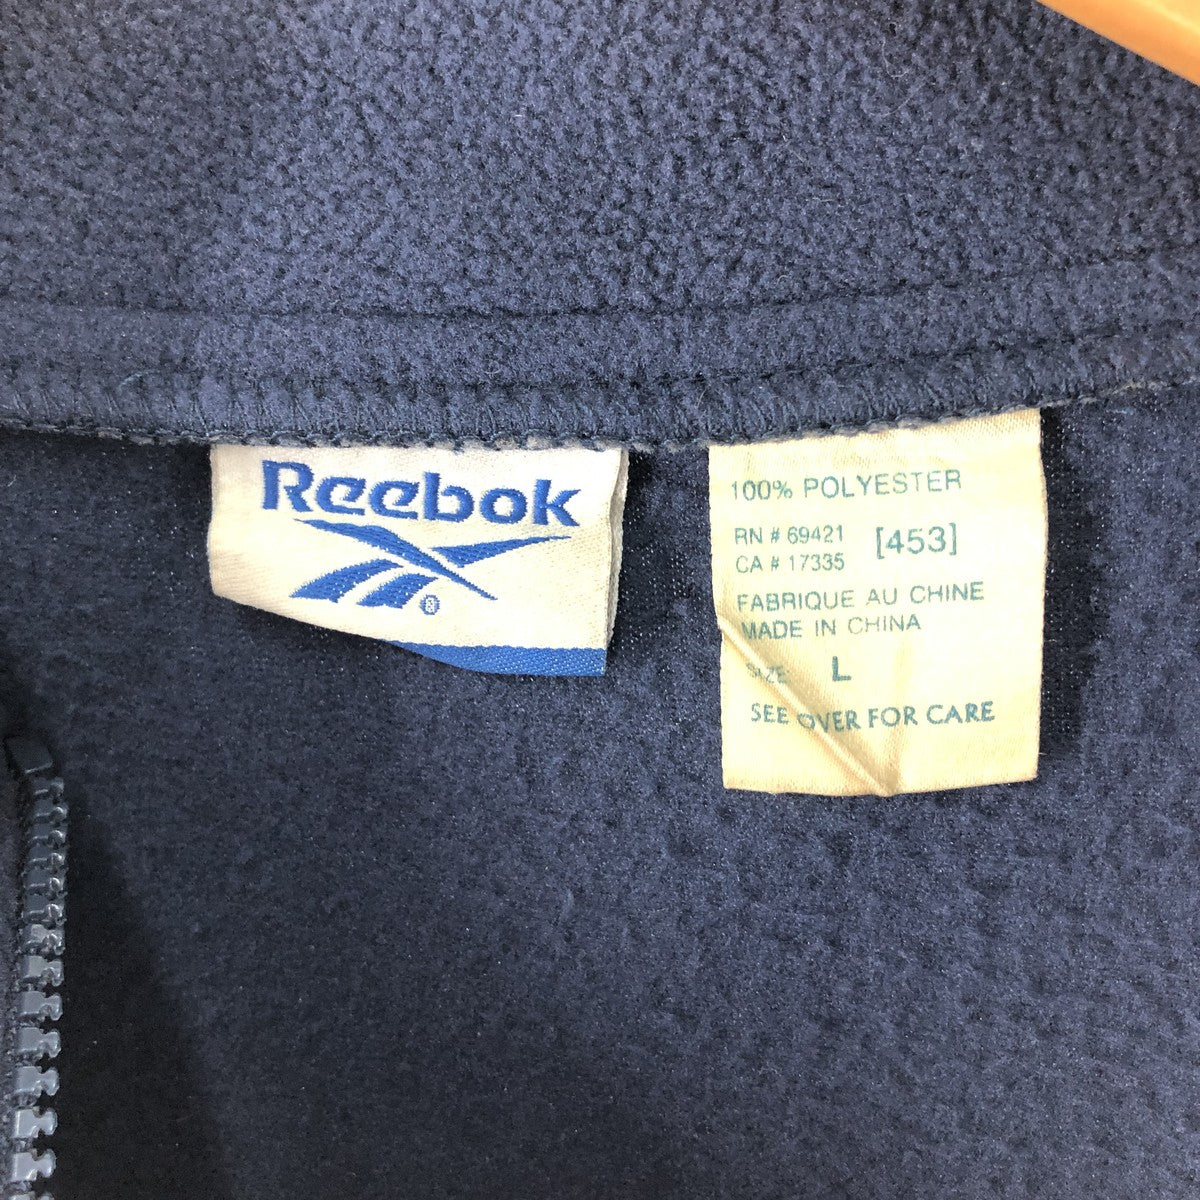 Reebok
®
100% POLYESTER
RN # 69421
CA # 17335
[453]
FABRIQUE AU CHINE
MADE IN CHINA
SIZE L
SEE OVER FOR CARE